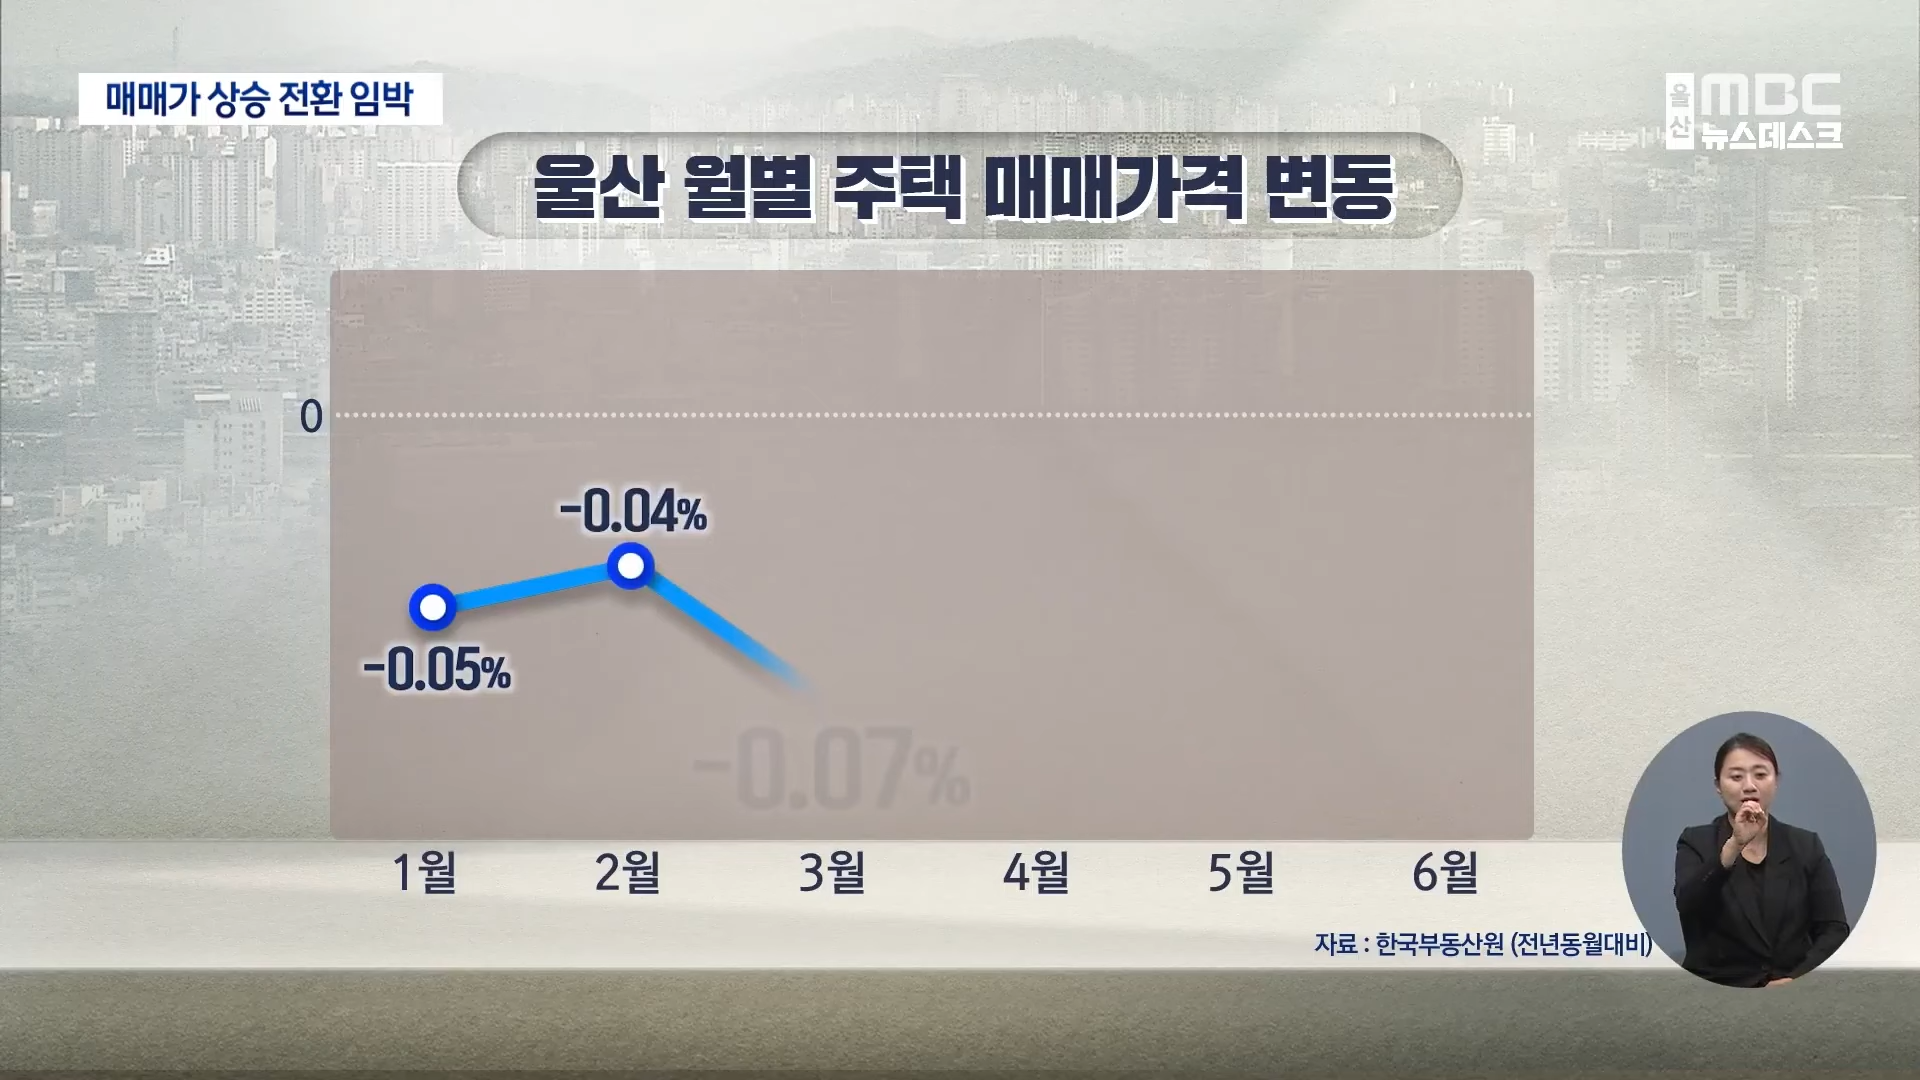 매매가 상승 전환 임박
울산 MBC
뉴스데스크
울산 월별 주택 매매가격 변동
0
-0.04%
-0.05%
-0.07%
1월 2월 3월 4월 5월 6월
자료 : 한국부동산원 (전년동월대비)